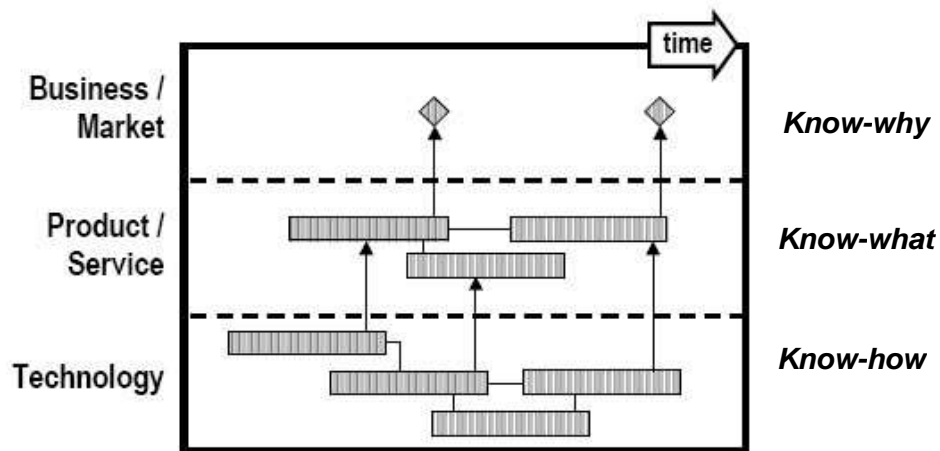 time
Business /
Market
Know-why
Product /
Service
Know-what
Technology
Know-how